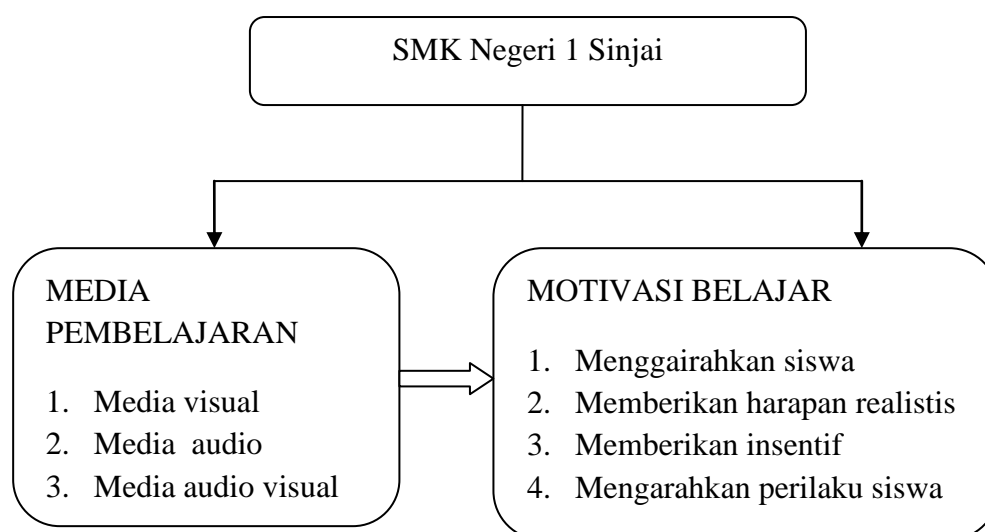 SMK Negeri 1 Sinjai
MEDIA
PEMBELAJARAN
1. Media visual
2. Media audio
3. Media audio visual
MOTIVASI BELAJAR
1. Menggairahkan siswa
2. Memberikan harapan realistis
3. Memberikan insentif
4. Mengarahkan perilaku siswa